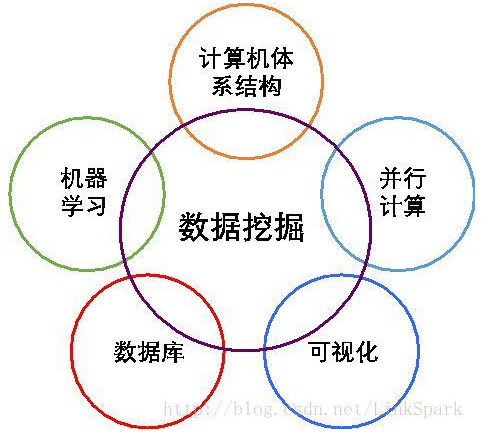 计算机体
系结构
机器
学习
并行
计算
数据挖掘
数据库
可视化
http://blog.csdn.net/LinkSpark